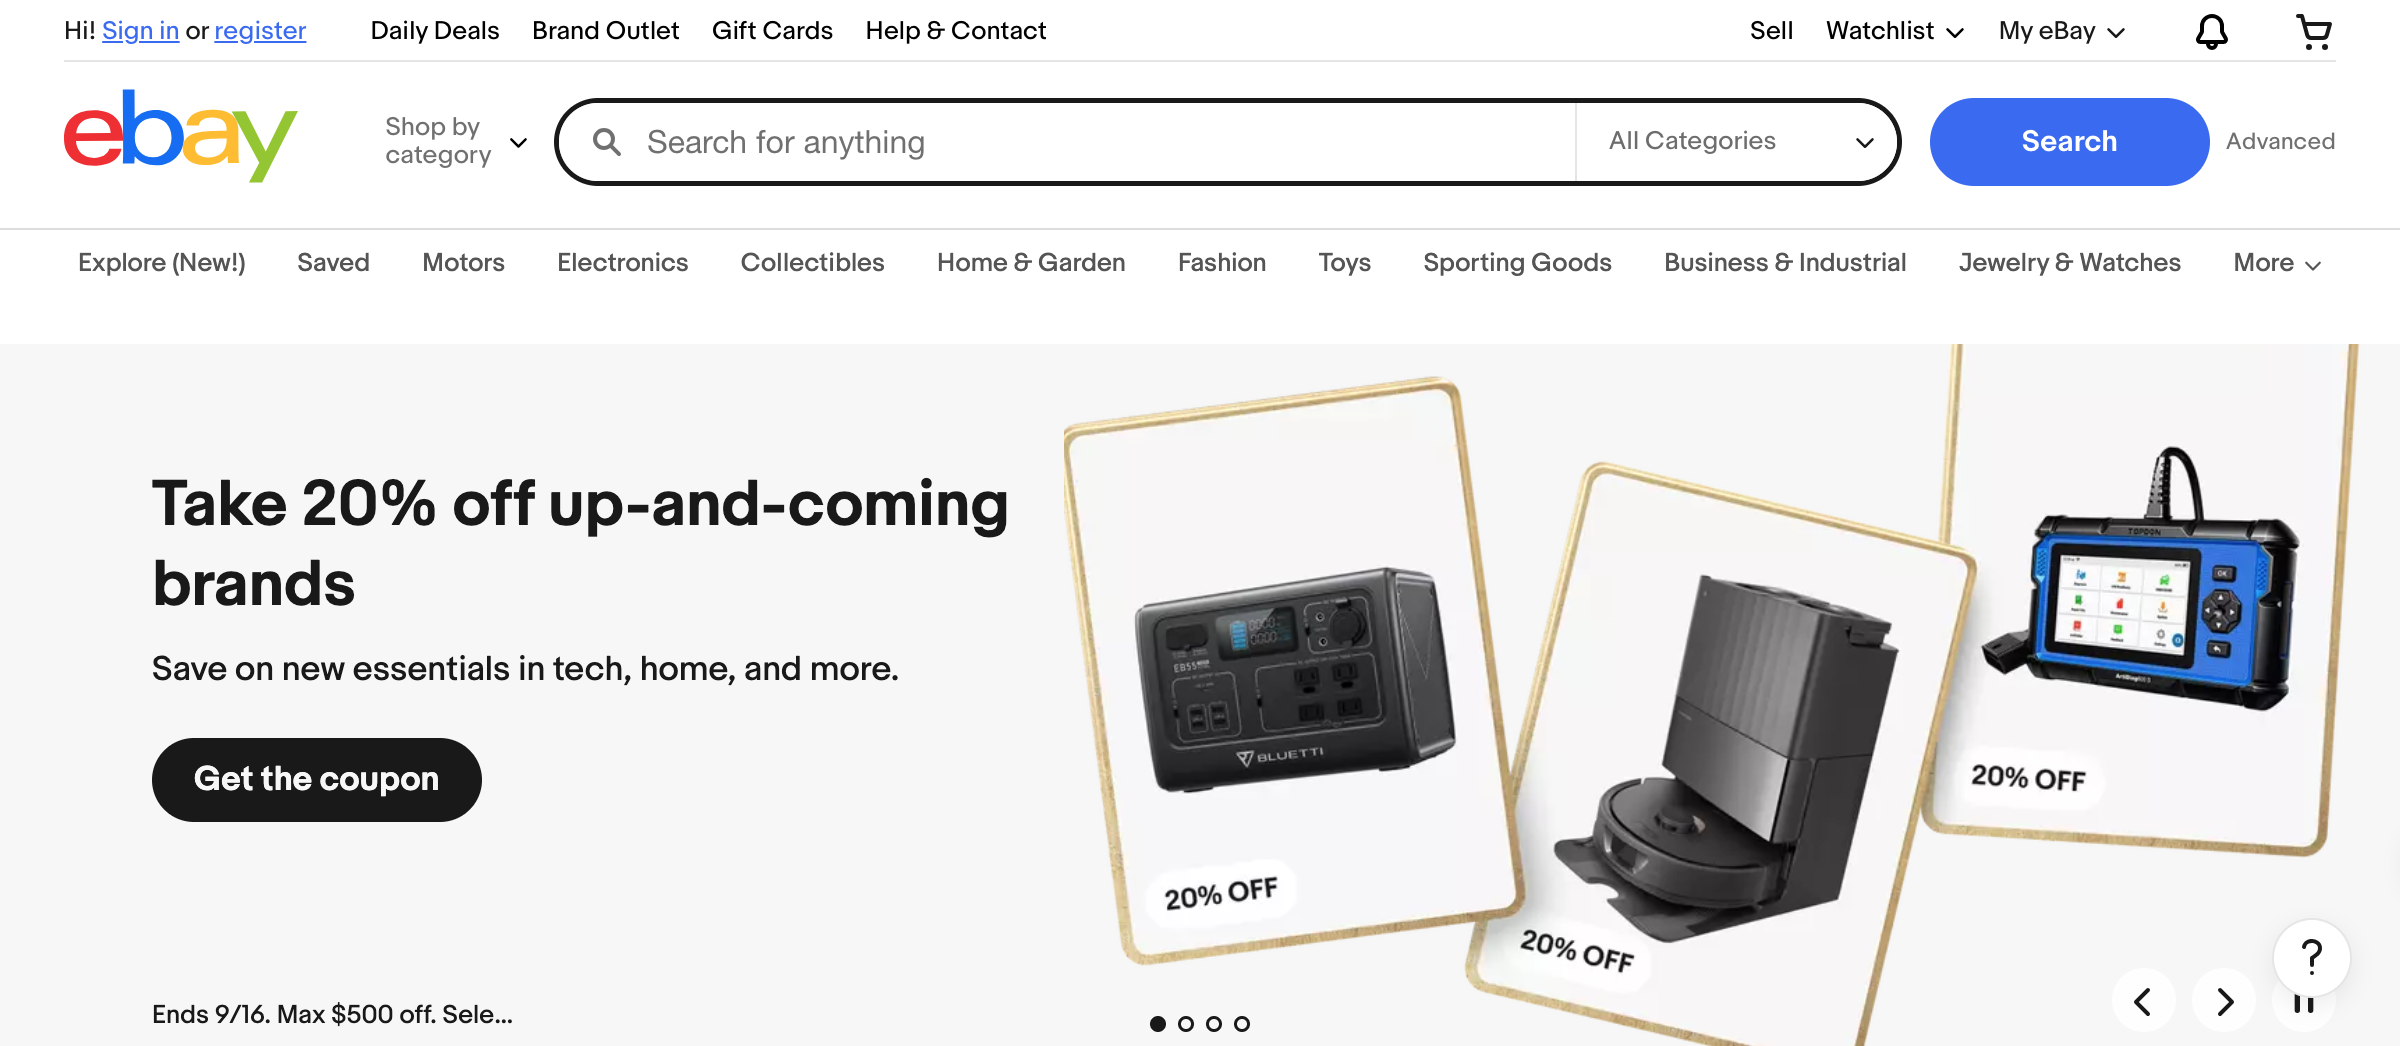 Hi! Sign in or register Daily Deals Brand Outlet Gift Cards Help & Contact Sell Watchlist My eBay
ebay
Shop by
category
Search for anything
All Categories
Search
Advanced
Explore (New!) Saved Motors Electronics Collectibles Home & Garden Fashion Toys Sporting Goods Business & Industrial Jewelry & Watches More
Take 20% off up-and-coming
brands
Save on new essentials in tech, home, and more.
Get the coupon
Ends 9/16. Max $500 off. Sele...
EB55
BLUETTI
20% OFF
20% OFF
TOPDON
OK
20% OFF
?